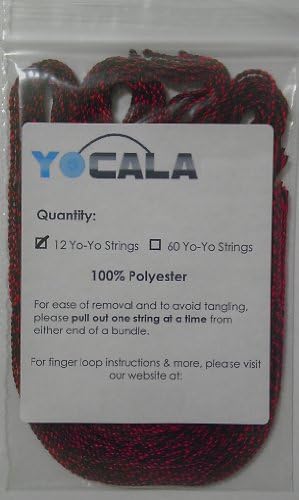 YOCALA
Quantity:
☑ 12 Yo-Yo Strings ☐ 60 Yo-Yo Strings
100% Polyester
For ease of removal and to avoid tangling,
please pull out one string at a time from
either end of a bundle.
For finger loop instructions & more, please visit
our website at: